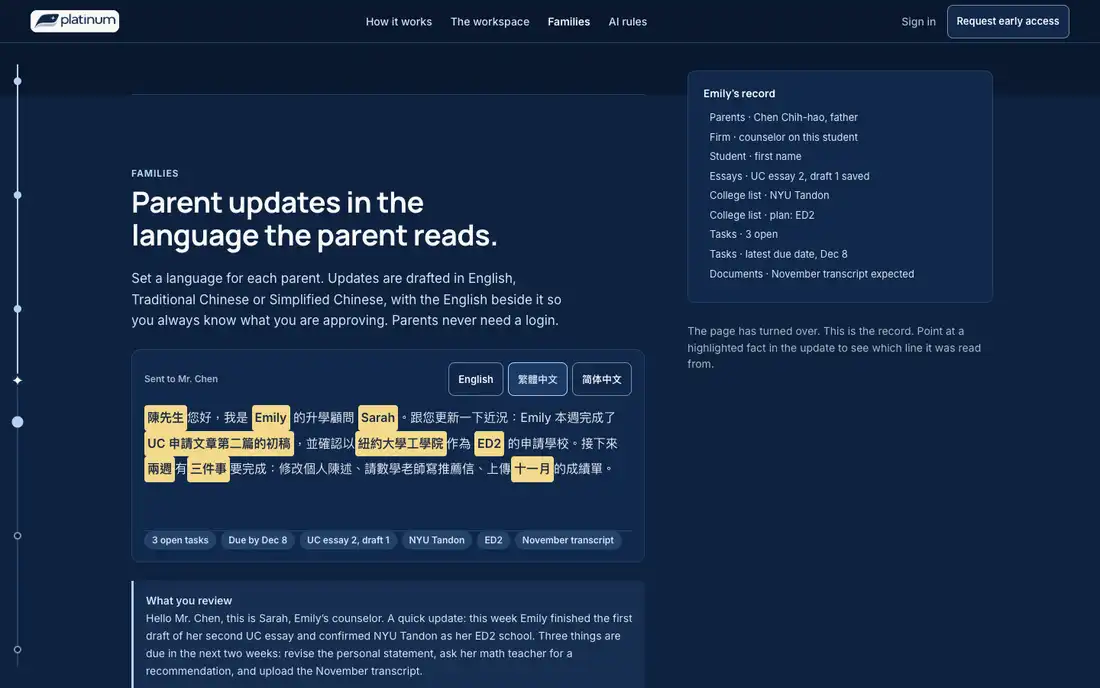 platinum
How it works
The workspace
Families
AI rules
Sign in
Request early access
FAMILIES
Parent updates in the
language the parent reads.
Set a language for each parent. Updates are drafted in English,
Traditional Chinese or Simplified Chinese, with the English beside it so
you always know what you are approving. Parents never need a login.
Sent to Mr. Chen
English
繁體中文
简体中文
陳先生您好，我是 Emily 的升學顧問 Sarah。跟您更新一下近況：Emily 本週完成了
UC 申請文章第二篇的初稿，並確認以紐約大學工學院作為 ED2 的申請學校。接下來
兩週有三件事要完成：修改個人陳述、請數學老師寫推薦信、上傳十一月的成績單。
3 open tasks
Due by Dec 8
UC essay 2, draft 1
NYU Tandon
ED2
November transcript
What you review
Hello Mr. Chen, this is Sarah, Emily's counselor. A quick update: this week Emily finished the first
draft of her second UC essay and confirmed NYU Tandon as her ED2 school. Three things are
due in the next two weeks: revise the personal statement, ask her math teacher for a
recommendation, and upload the November transcript.
Emily's record
Parents · Chen Chih-hao, father
Firm · counselor on this student
Student · first name
Essays · UC essay 2, draft 1 saved
College list · NYU Tandon
College list · plan: ED2
Tasks · 3 open
Tasks · latest due date, Dec 8
Documents · November transcript expected
The page has turned over. This is the record. Point at a
highlighted fact in the update to see which line it was read
from.